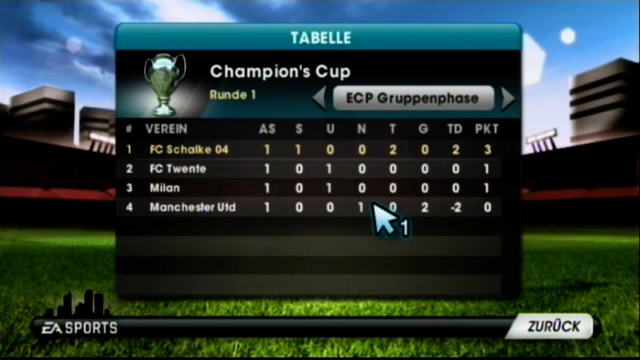 TABELLE
Champion's Cup
Runde 1
ECP Gruppenphase
# VEREIN AS S U N T G TD PKT
1 FC Schalke 04 1 1 0 0 2 0 2 3
2 FC Twente 1 0 1 0 0 0 0 1
3 Milan 1 0 1 0 0 0 0 1
4 Manchester Utd 1 0 0 1 0 2 -2 0
1
EA SPORTS
ZURÜCK